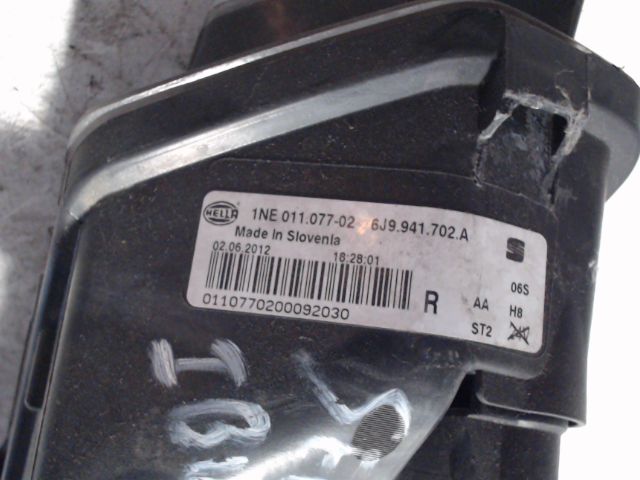 HELLA 1NE 011.077-02 6J9.941.702.A
Made in Slovenia
02.06.2012 18:28:01
06S
R AA H8
0110770200092030
ST2